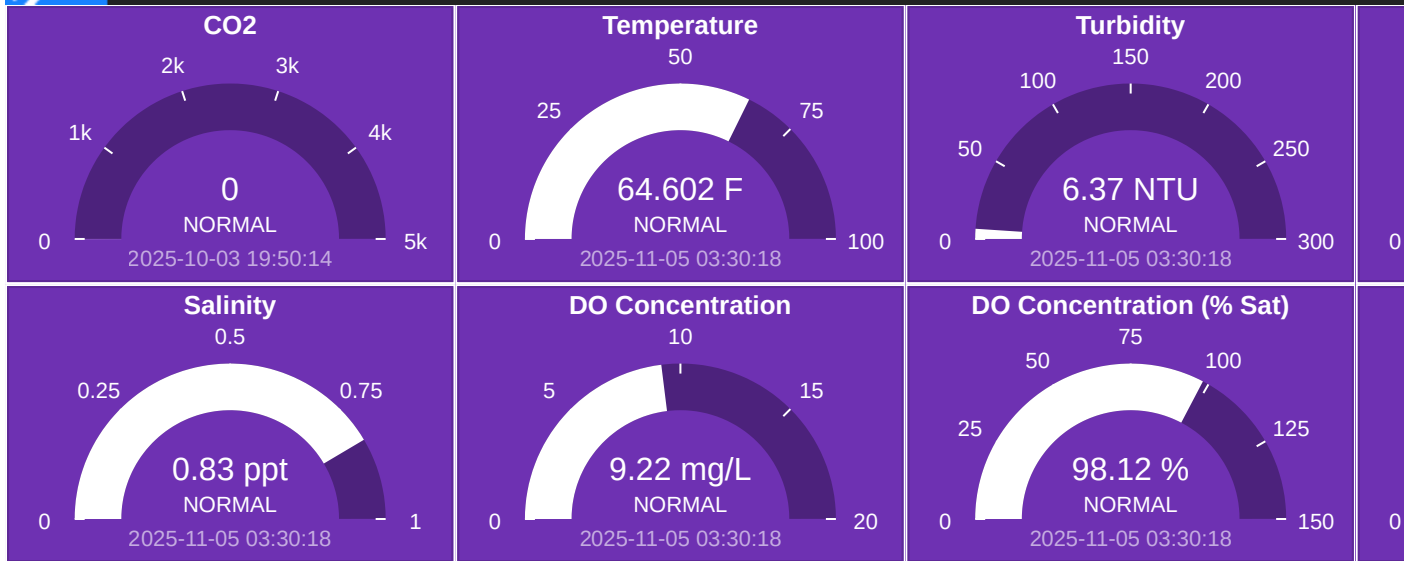 CO2
0
1k
2k
3k
4k
5k
0
NORMAL
2025-10-03 19:50:14
Temperature
0
25
50
75
100
64.602 F
NORMAL
2025-11-05 03:30:18
Turbidity
0
50
100
150
200
250
300
6.37 NTU
NORMAL
2025-11-05 03:30:18
0
Salinity
0
0.25
0.5
0.75
1
0.83 ppt
NORMAL
2025-11-05 03:30:18
DO Concentration
0
5
10
15
20
9.22 mg/L
NORMAL
2025-11-05 03:30:18
DO Concentration (% Sat)
0
25
50
75
100
125
150
98.12 %
NORMAL
2025-11-05 03:30:18
0